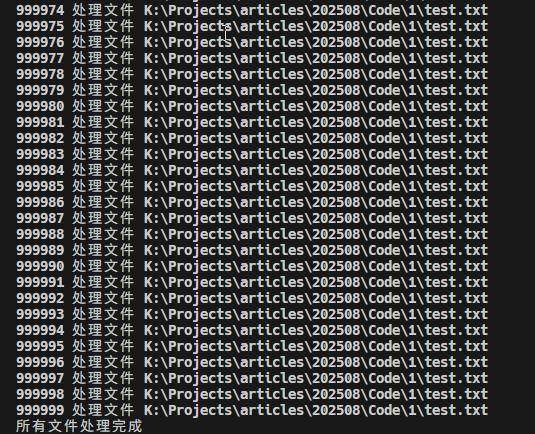 999974 处理文件 K:\Projects\articles\202508\Code\1\test.txt
999975 处理文件 K:\Projects\articles\202508\Code\1\test.txt
999976 处理文件 K:\Projects\articles\202508\Code\1\test.txt
999977 处理文件 K:\Projects\articles\202508\Code\1\test.txt
999978 处理文件 K:\Projects\articles\202508\Code\1\test.txt
999979 处理文件 K:\Projects\articles\202508\Code\1\test.txt
999980 处理文件 K:\Projects\articles\202508\Code\1\test.txt
999981 处理文件 K:\Projects\articles\202508\Code\1\test.txt
999982 处理文件 K:\Projects\articles\202508\Code\1\test.txt
999983 处理文件 K:\Projects\articles\202508\Code\1\test.txt
999984 处理文件 K:\Projects\articles\202508\Code\1\test.txt
999985 处理文件 K:\Projects\articles\202508\Code\1\test.txt
999986 处理文件 K:\Projects\articles\202508\Code\1\test.txt
999987 处理文件 K:\Projects\articles\202508\Code\1\test.txt
999988 处理文件 K:\Projects\articles\202508\Code\1\test.txt
999989 处理文件 K:\Projects\articles\202508\Code\1\test.txt
999990 处理文件 K:\Projects\articles\202508\Code\1\test.txt
999991 处理文件 K:\Projects\articles\202508\Code\1\test.txt
999992 处理文件 K:\Projects\articles\202508\Code\1\test.txt
999993 处理文件 K:\Projects\articles\202508\Code\1\test.txt
999994 处理文件 K:\Projects\articles\202508\Code\1\test.txt
999995 处理文件 K:\Projects\articles\202508\Code\1\test.txt
999996 处理文件 K:\Projects\articles\202508\Code\1\test.txt
999997 处理文件 K:\Projects\articles\202508\Code\1\test.txt
999998 处理文件 K:\Projects\articles\202508\Code\1\test.txt
999999 处理文件 K:\Projects\articles\202508\Code\1\test.txt
所有文件处理完成